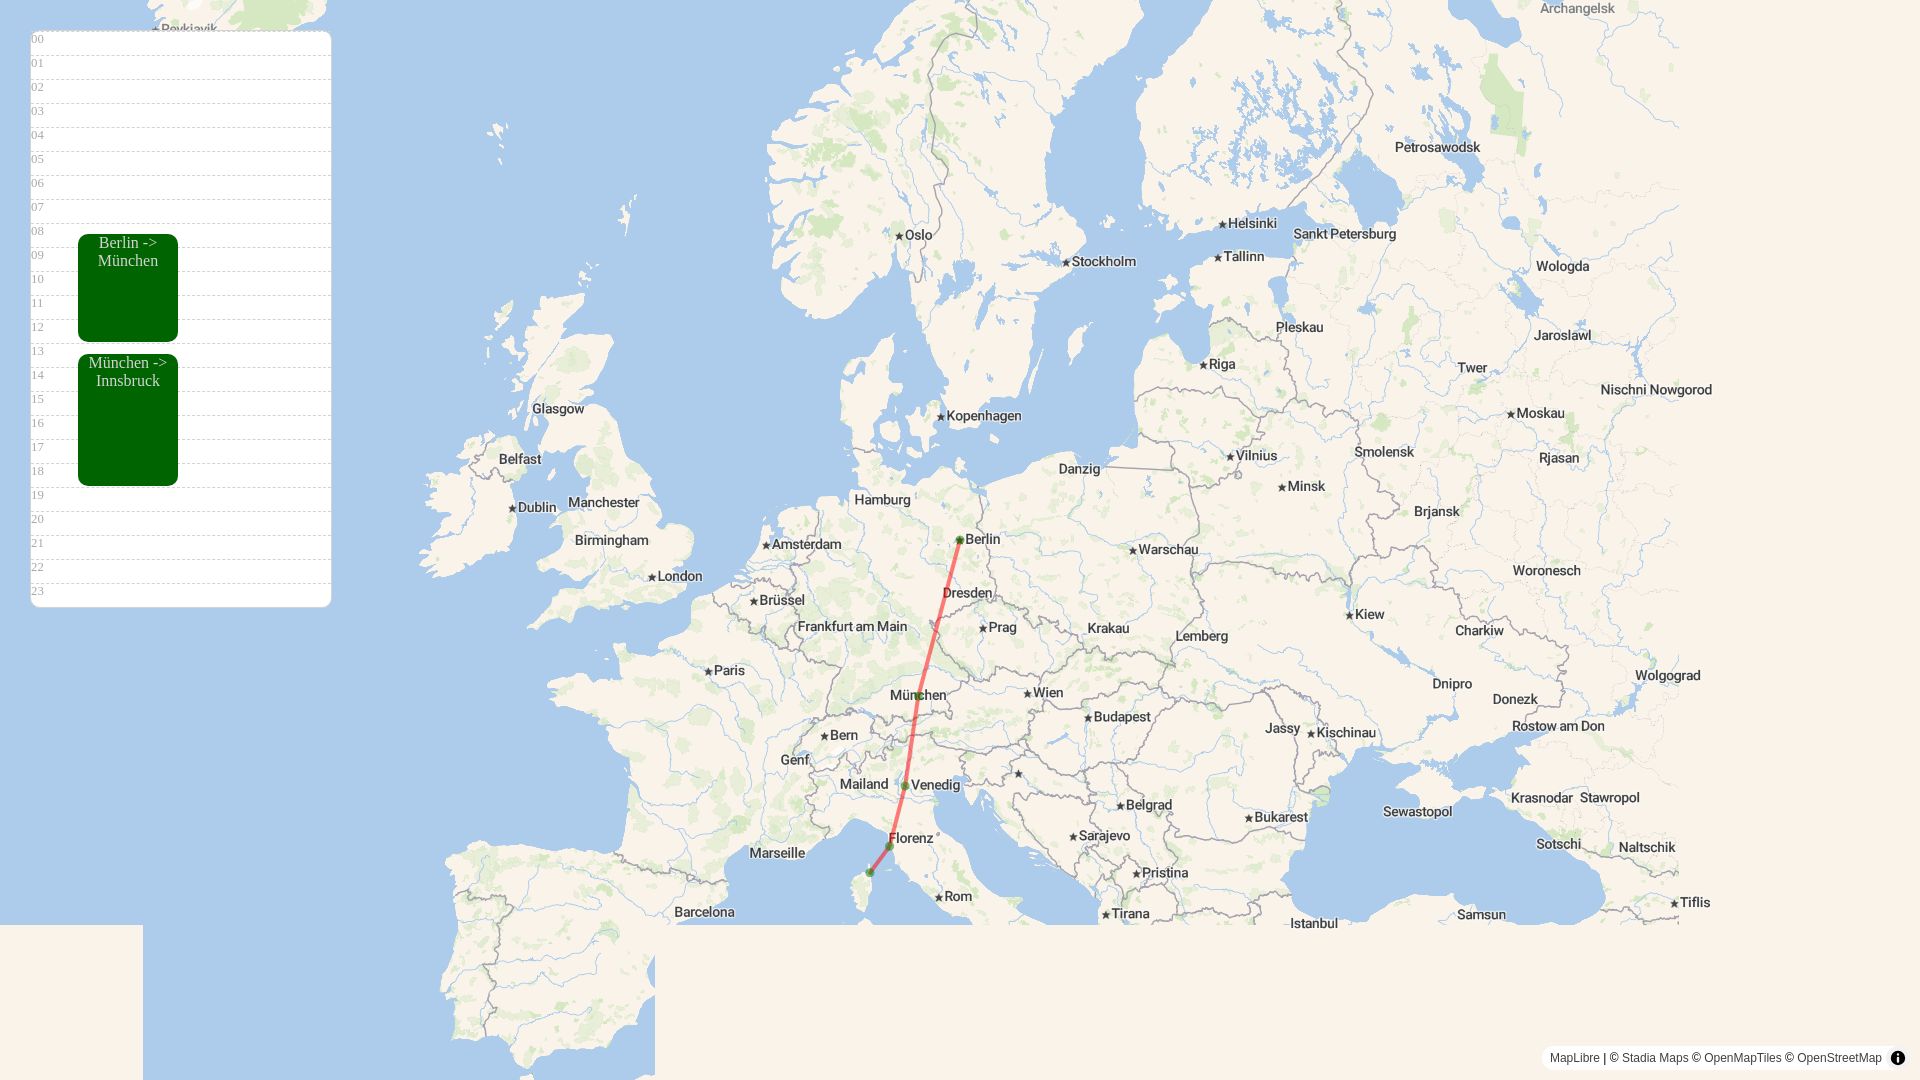 Archangelsk
Reykjavik
00
01
02
03
04
05
06
07
08
Berlin ->
München
09
10
11
12
13
München ->
Innsbruck
14
15
16
17
18
19
20
21
22
23
Petrosawodsk
Oslo
Helsinki
Sankt Petersburg
Stockholm
Tallinn
Wologda
Pleskau
Jaroslawl
Riga
Twer
Nischni Nowgorod
Glasgow
Kopenhagen
Moskau
Belfast
Danzig
Vilnius
Smolensk
Rjasan
Dublin
Manchester
Hamburg
Minsk
Brjansk
Birmingham
Amsterdam
Berlin
Warschau
London
Woronesch
Brüssel
Dresden
Kiew
Frankfurt am Main
Prag
Krakau
Lemberg
Charkiw
Paris
Wolgograd
München
Wien
Dnipro
Donezk
Budapest
Jassy
Kischinau
Rostow am Don
Bern
Genf
Mailand
Venedig
Krasnodar
Stawropol
Belgrad
Bukarest
Sewastopol
Florenz
Sarajevo
Sotschi
Naltschik
Marseille
Pristina
Rom
Barcelona
Tirana
Istanbul
Samsun
Tiflis
MapLibre | © Stadia Maps © OpenMapTiles © OpenStreetMap